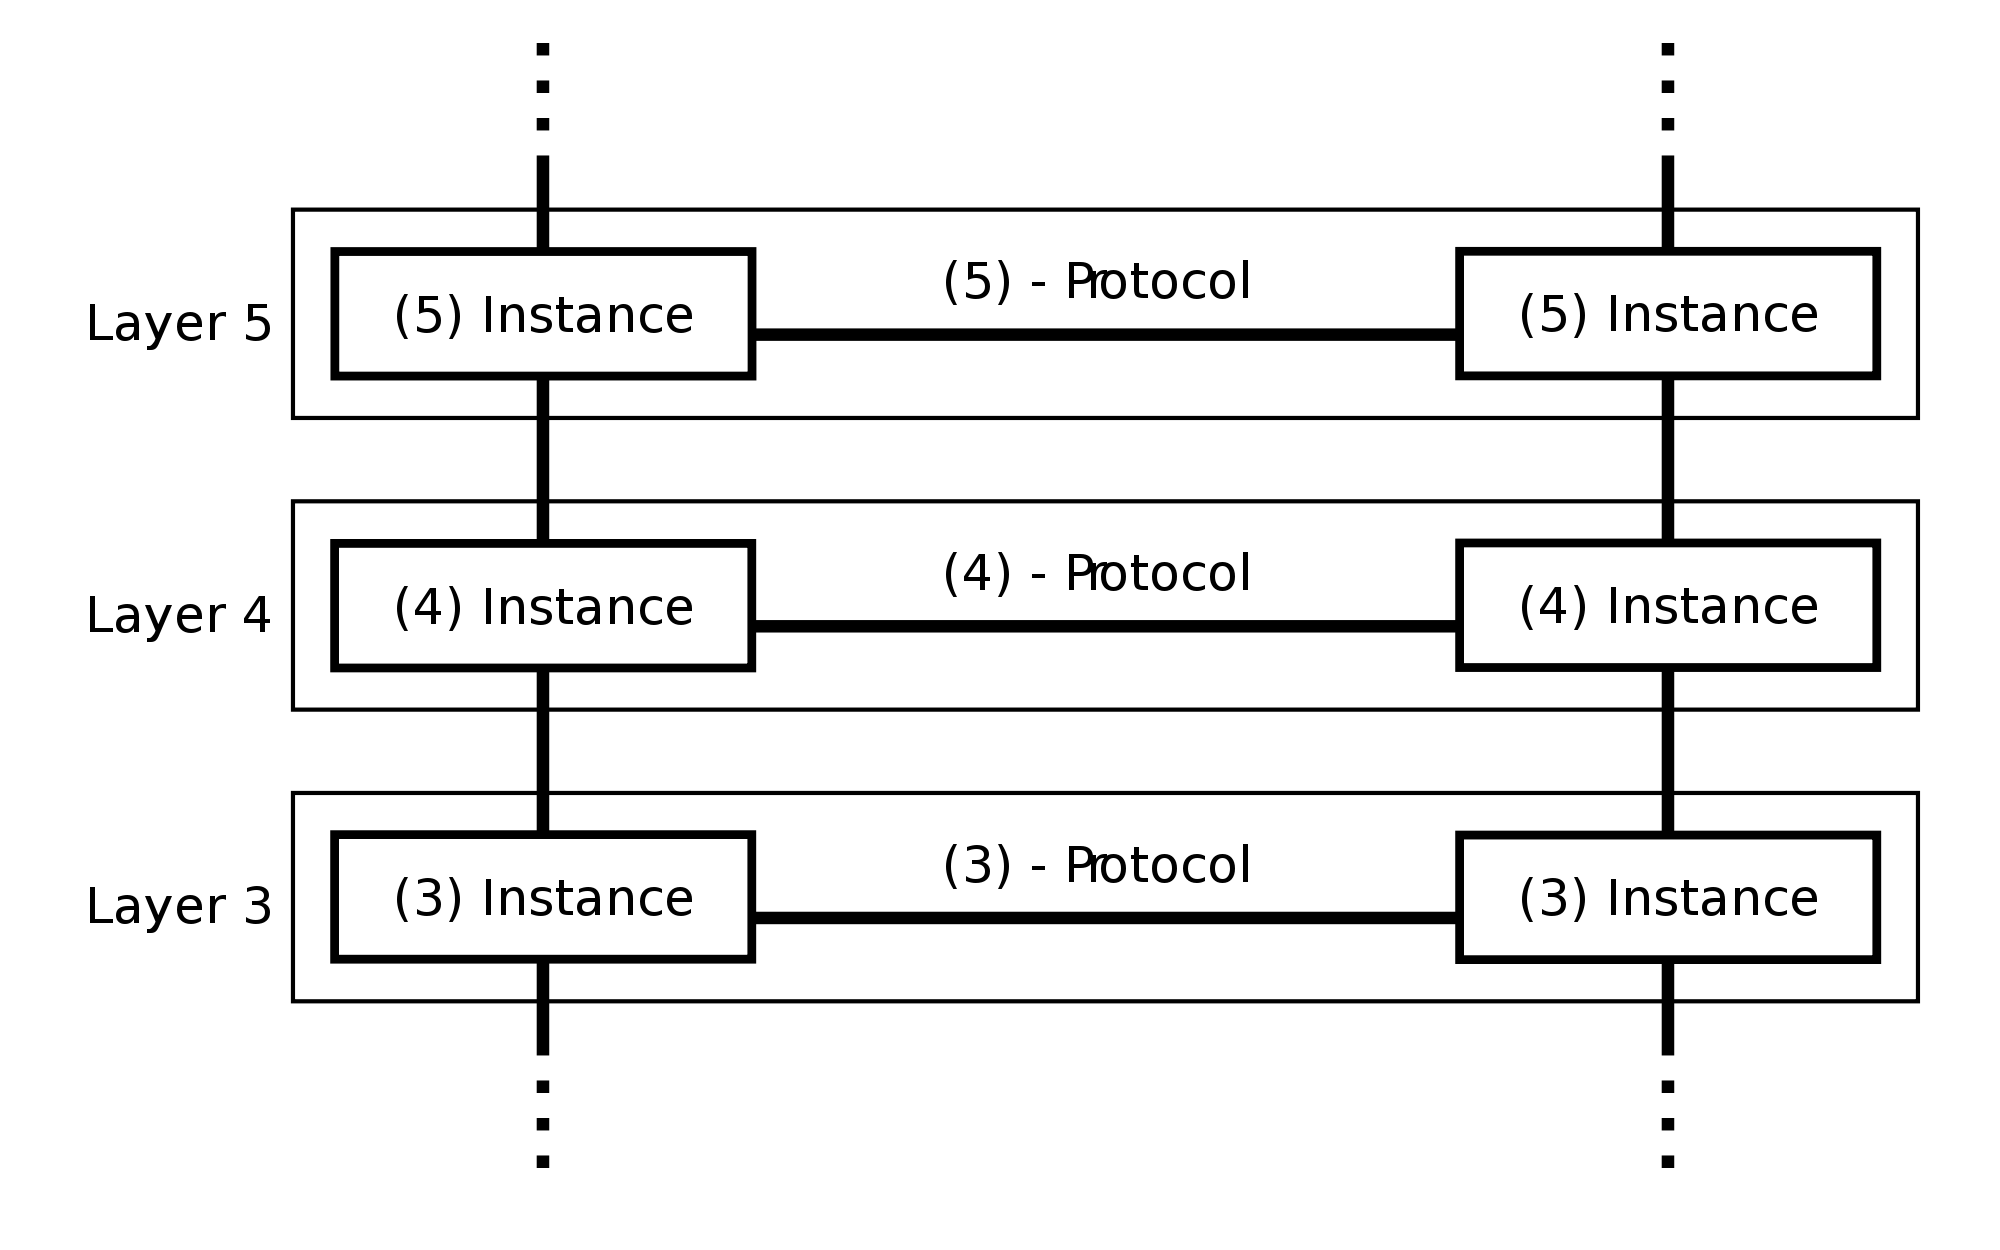 (5) - Protocol
Layer 5
(5) Instance
(5) Instance
(4) - Protocol
Layer 4
(4) Instance
(4) Instance
(3) - Protocol
Layer 3
(3) Instance
(3) Instance